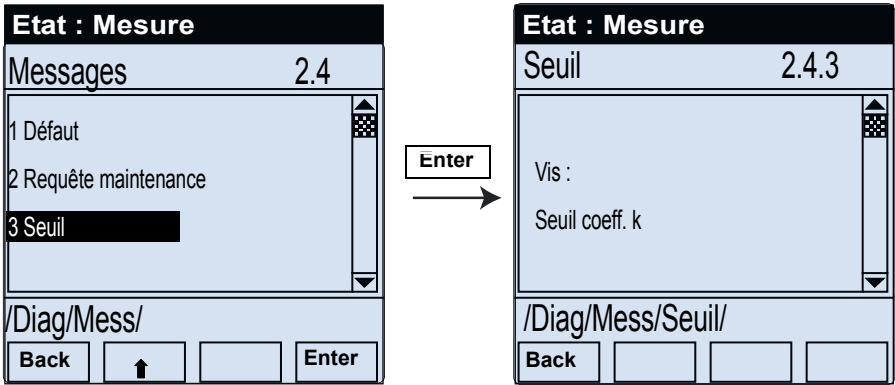 Etat : Mesure
Messages 2.4
1 Défaut
2 Requête maintenance
3 Seuil
/Diag/Mess/
Back Enter
Enter
Etat : Mesure
Seuil 2.4.3
Vis :
Seuil coeff. k
/Diag/Mess/Seuil/
Back